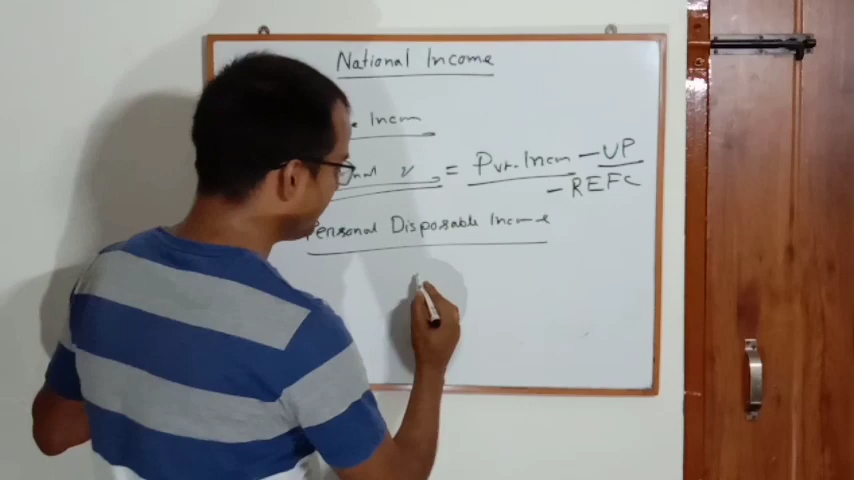 National Income
Incm
= Pvt. Incm - UP
- REFC
Personal Disposable Income